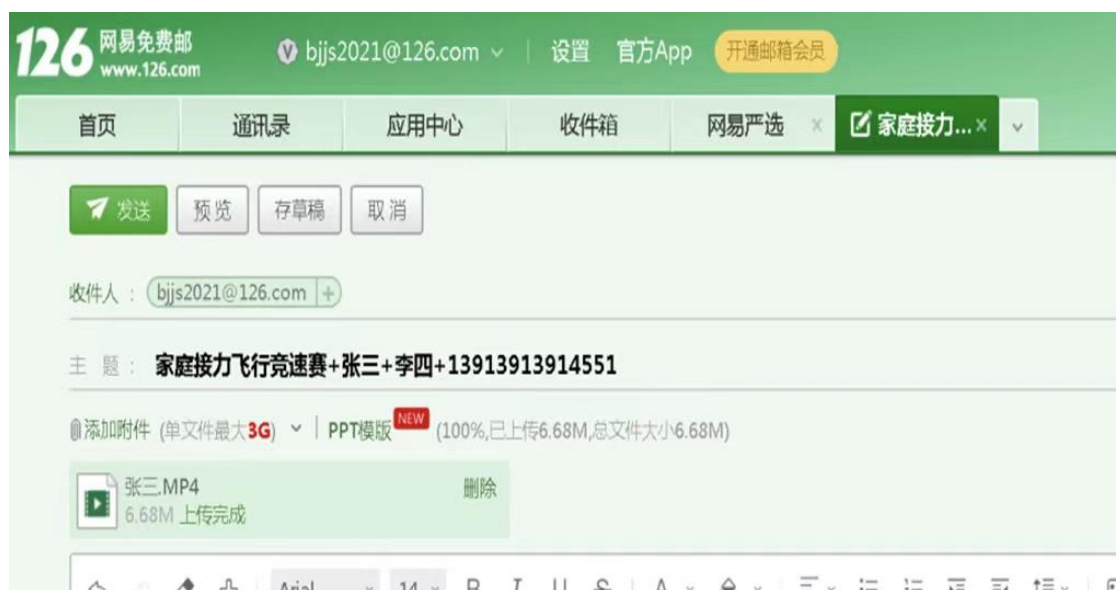 126 网易免费邮
www.126.com
bjjs2021@126.com
设置 官方App 开通邮箱会员
首页 通讯录 应用中心 收件箱 网易严选 × 家庭接力...×
发送 预览 存草稿 取消
收件人：bjjs2021@126.com +
主 题：家庭接力飞行竞速赛+张三+李四+13913913914551
添加附件 (单文件最大3G) PPT模版 NEW (100%,已上传6.68M,总文件大小6.68M)
张三.MP4 删除
6.68M 上传完成
Arial 14 B I U S A